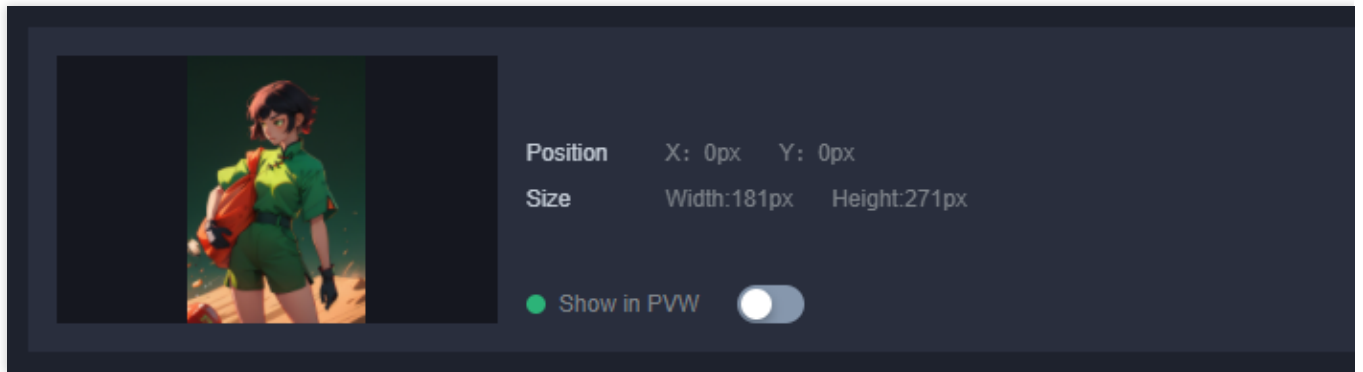 Position X: 0px Y: 0px
Size Width:181px Height:271px
Show in PVW